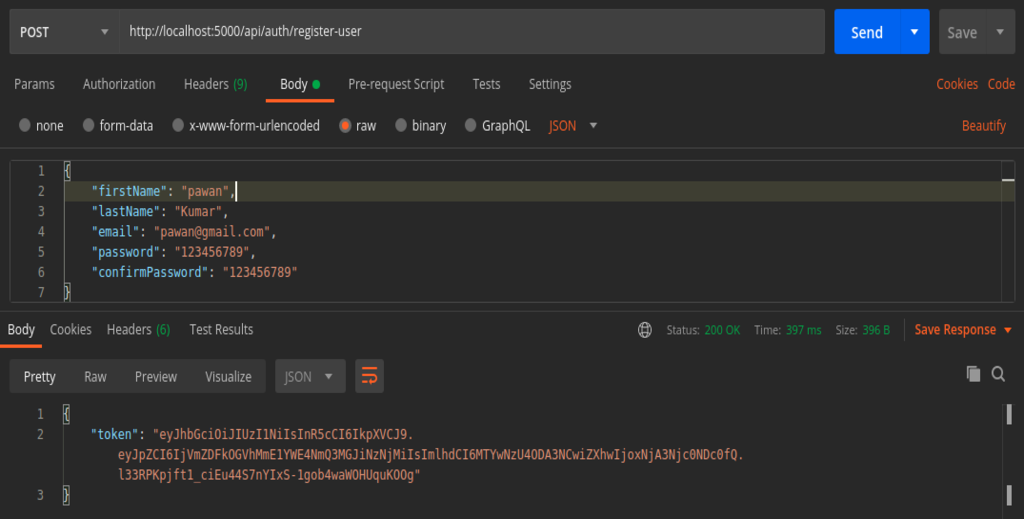 POST http://localhost:5000/api/auth/register-user Send Save
Params Authorization Headers (9) Body Pre-request Script Tests Settings Cookies Code
none form-data x-www-form-urlencoded raw binary GraphQL JSON Beautify
1 {
2 "firstName": "pawan",
3 "lastName": "Kumar",
4 "email": "pawan@gmail.com",
5 "password": "123456789",
6 "confirmPassword": "123456789"
7 }
Body Cookies Headers (6) Test Results Status: 200 OK Time: 397 ms Size: 396 B Save Response
Pretty Raw Preview Visualize JSON
1 {
2 "token": "eyJhbGciOiJIUzI1NiIsInR5cCI6IkpXVCJ9.
eyJpZCI6IjVmZDFkOGVhMmE1YWE4NmQ3MGJiNzNjMiIsImlhdCI6MTYwNzU4ODA3NCwiZXhwIjoxNjA3Njc0NDc0fQ.
l33RPKpjft1_ciEu44S7nYIxS-1gob4waWOHUquKOOg"
3 }